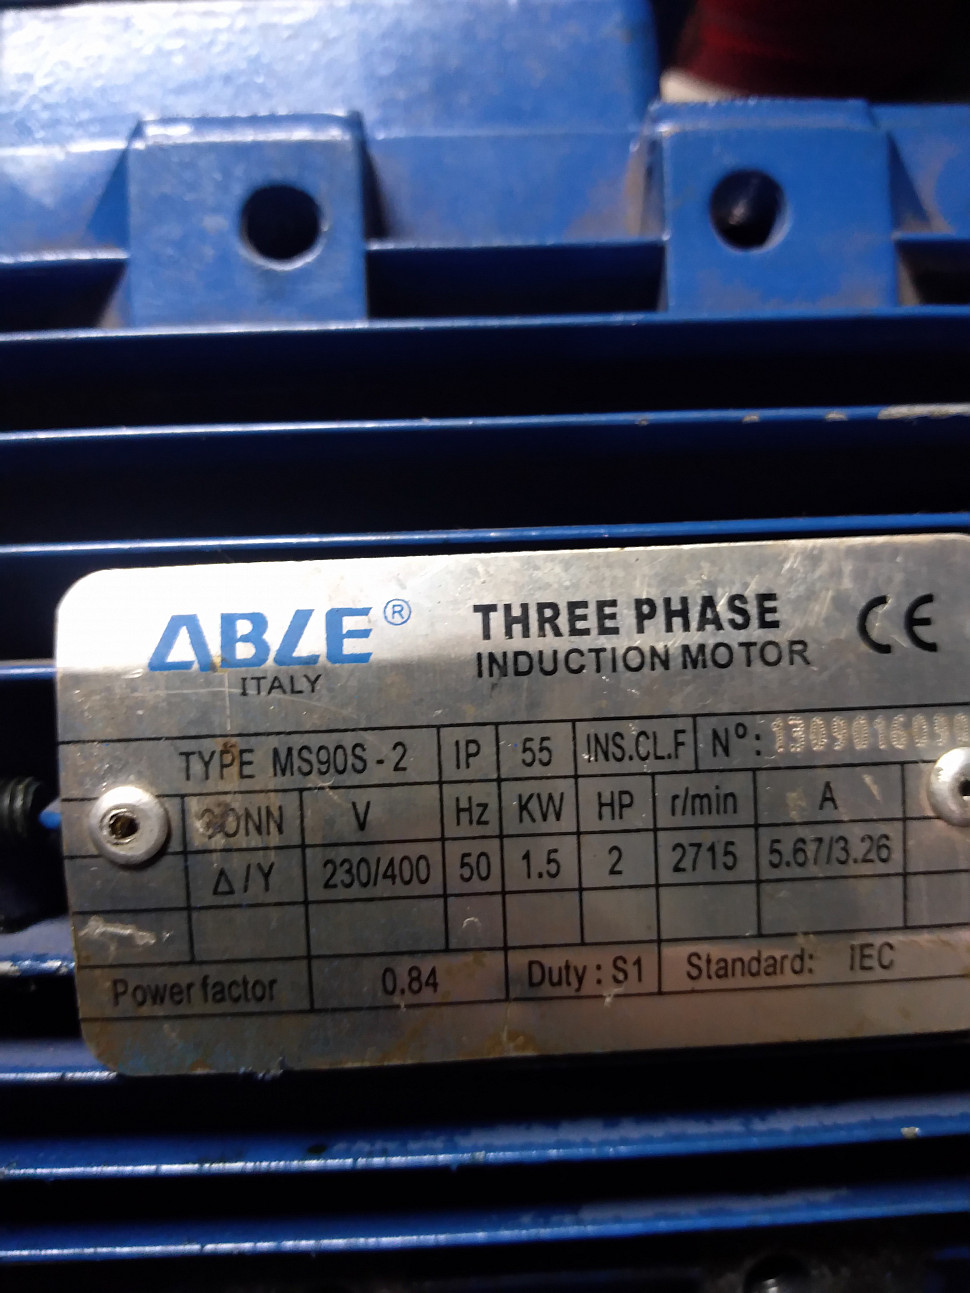 ABLE®
ITALY
THREE PHASE
INDUCTION MOTOR
CE
TYPE MS90S-2 IP 55 INS.CL.F Nº:
CONN V Hz KW HP r/min A
Δ/Y 230/400 50 1.5 2 2715 5.67/3.26
Power factor 0.84 Duty: S1 Standard: IEC